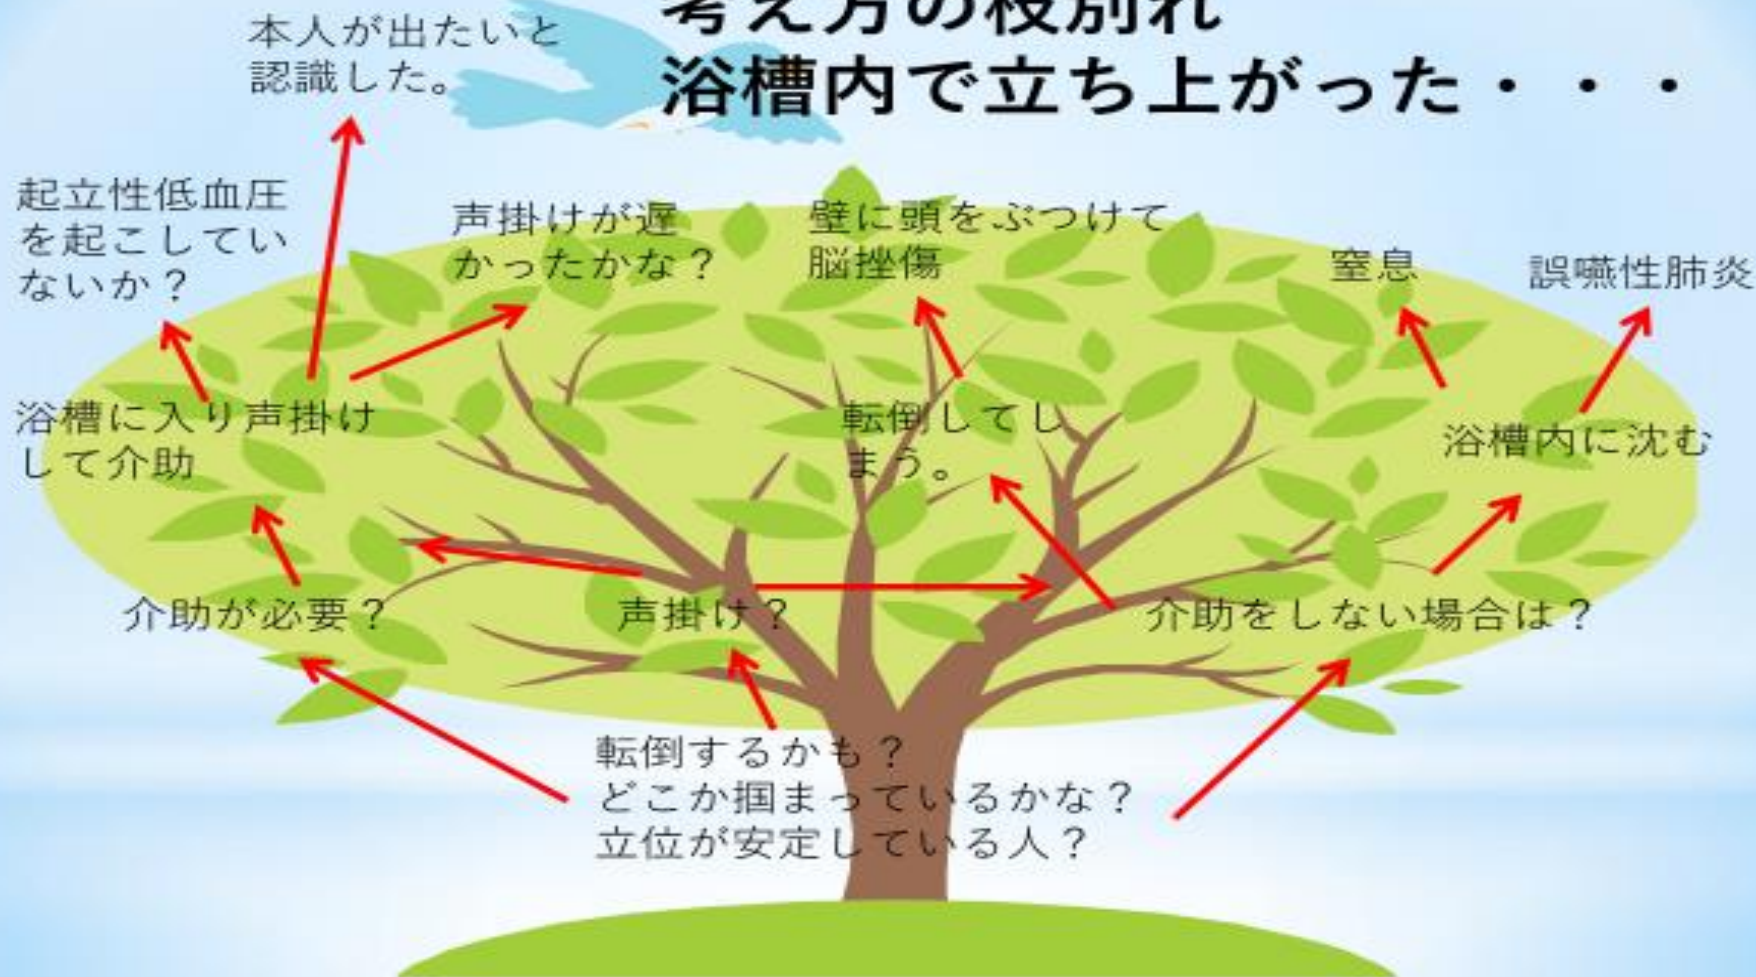 考え方の枝別れ
浴槽内で立ち上がった・・・
本人が出たいと
認識した。
起立性低血圧
を起こしてい
ないか？
声掛けが遅
かったかな？
壁に頭をぶつけて
脳挫傷
窒息
誤嚥性肺炎
浴槽に入り声掛け
して介助
転倒してし
まう。
浴槽内に沈む
介助が必要？
声掛け？
介助をしない場合は？
転倒するかも？
どこか掴まっているかな？
立位が安定している人？